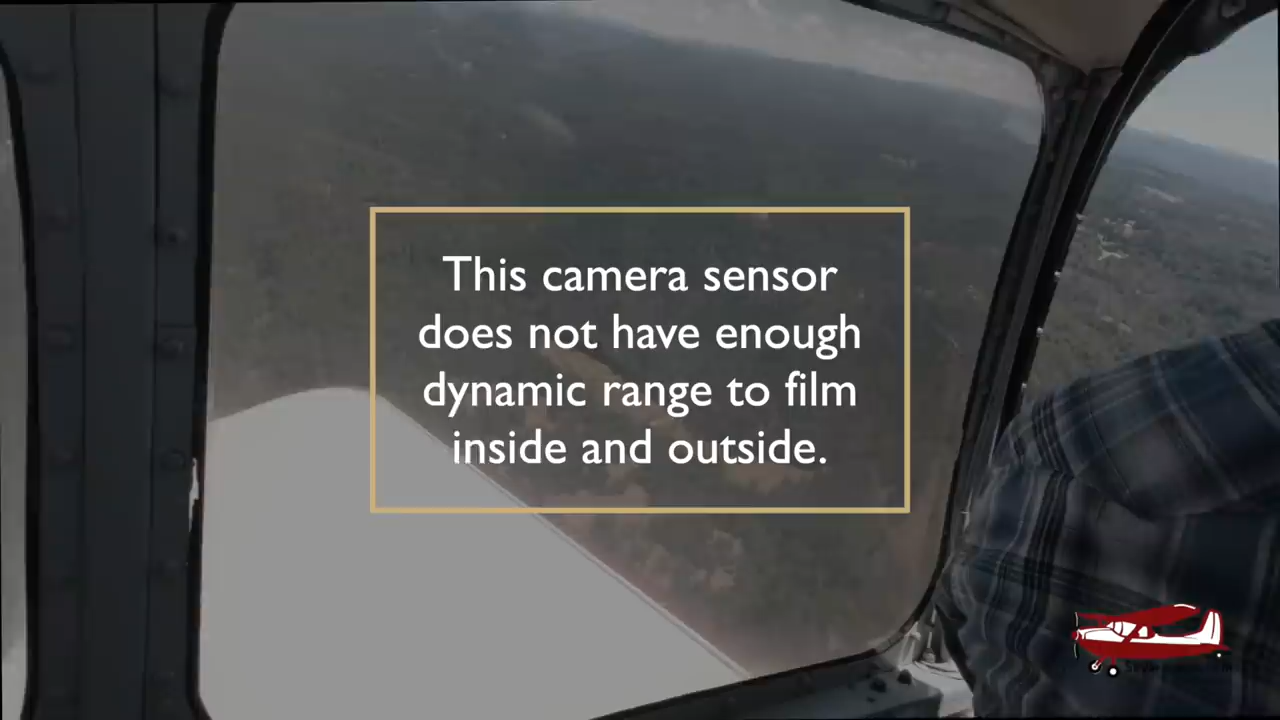 This camera sensor
does not have enough
dynamic range to film
inside and outside.